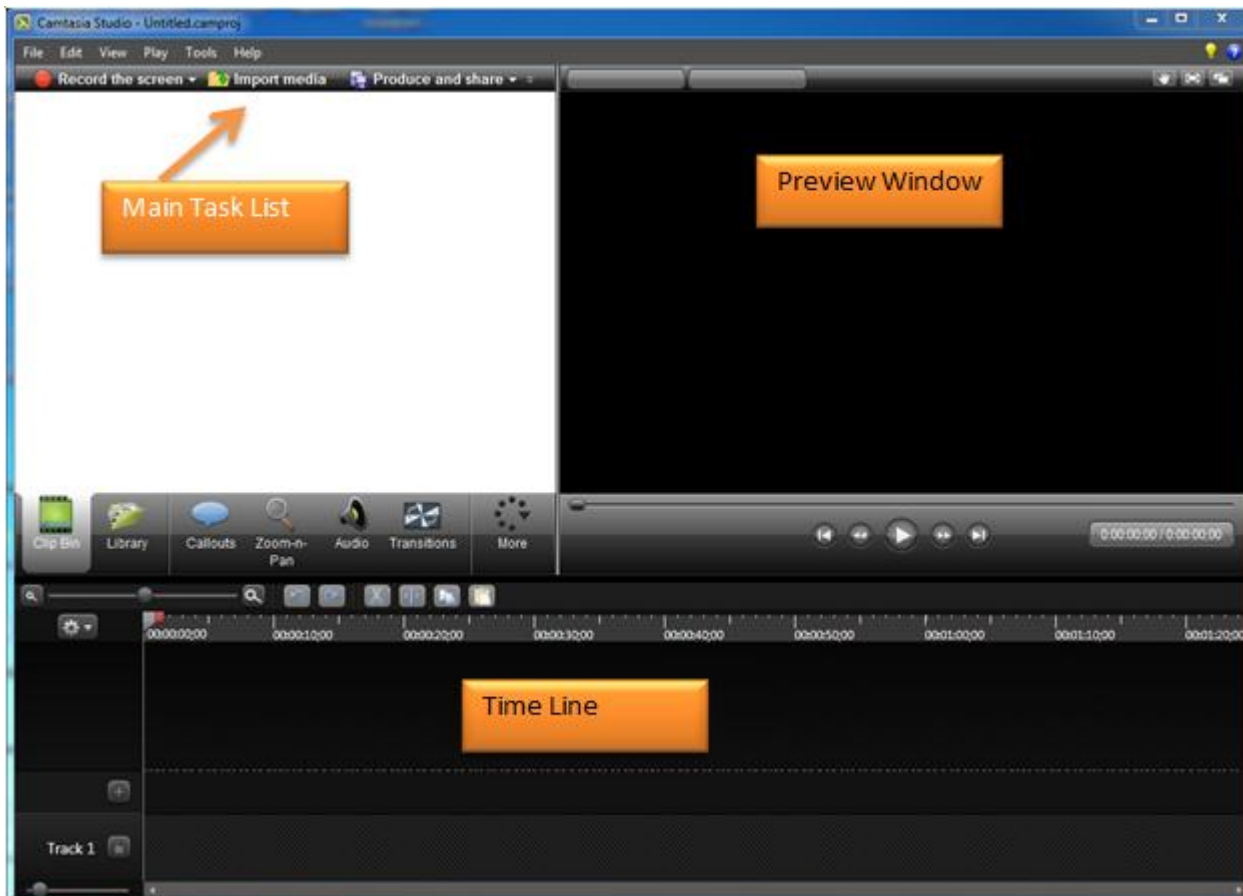 Camtasia Studio - Untitled.camproj
File Edit View Play Tools Help
Record the screen Import media Produce and share
Main Task List
Preview Window
Clip Bin Library Callouts Zoom-n- Audio Transitions More
Pan
0:00:00;00 / 0:00:00;00
00:00:00;00 00:00:10;00 00:00:20;00 00:00:30;00 00:00:40;00 00:00:50;00 00:01:00;00 00:01:10;00 00:01:20;00
Time Line
Track 1